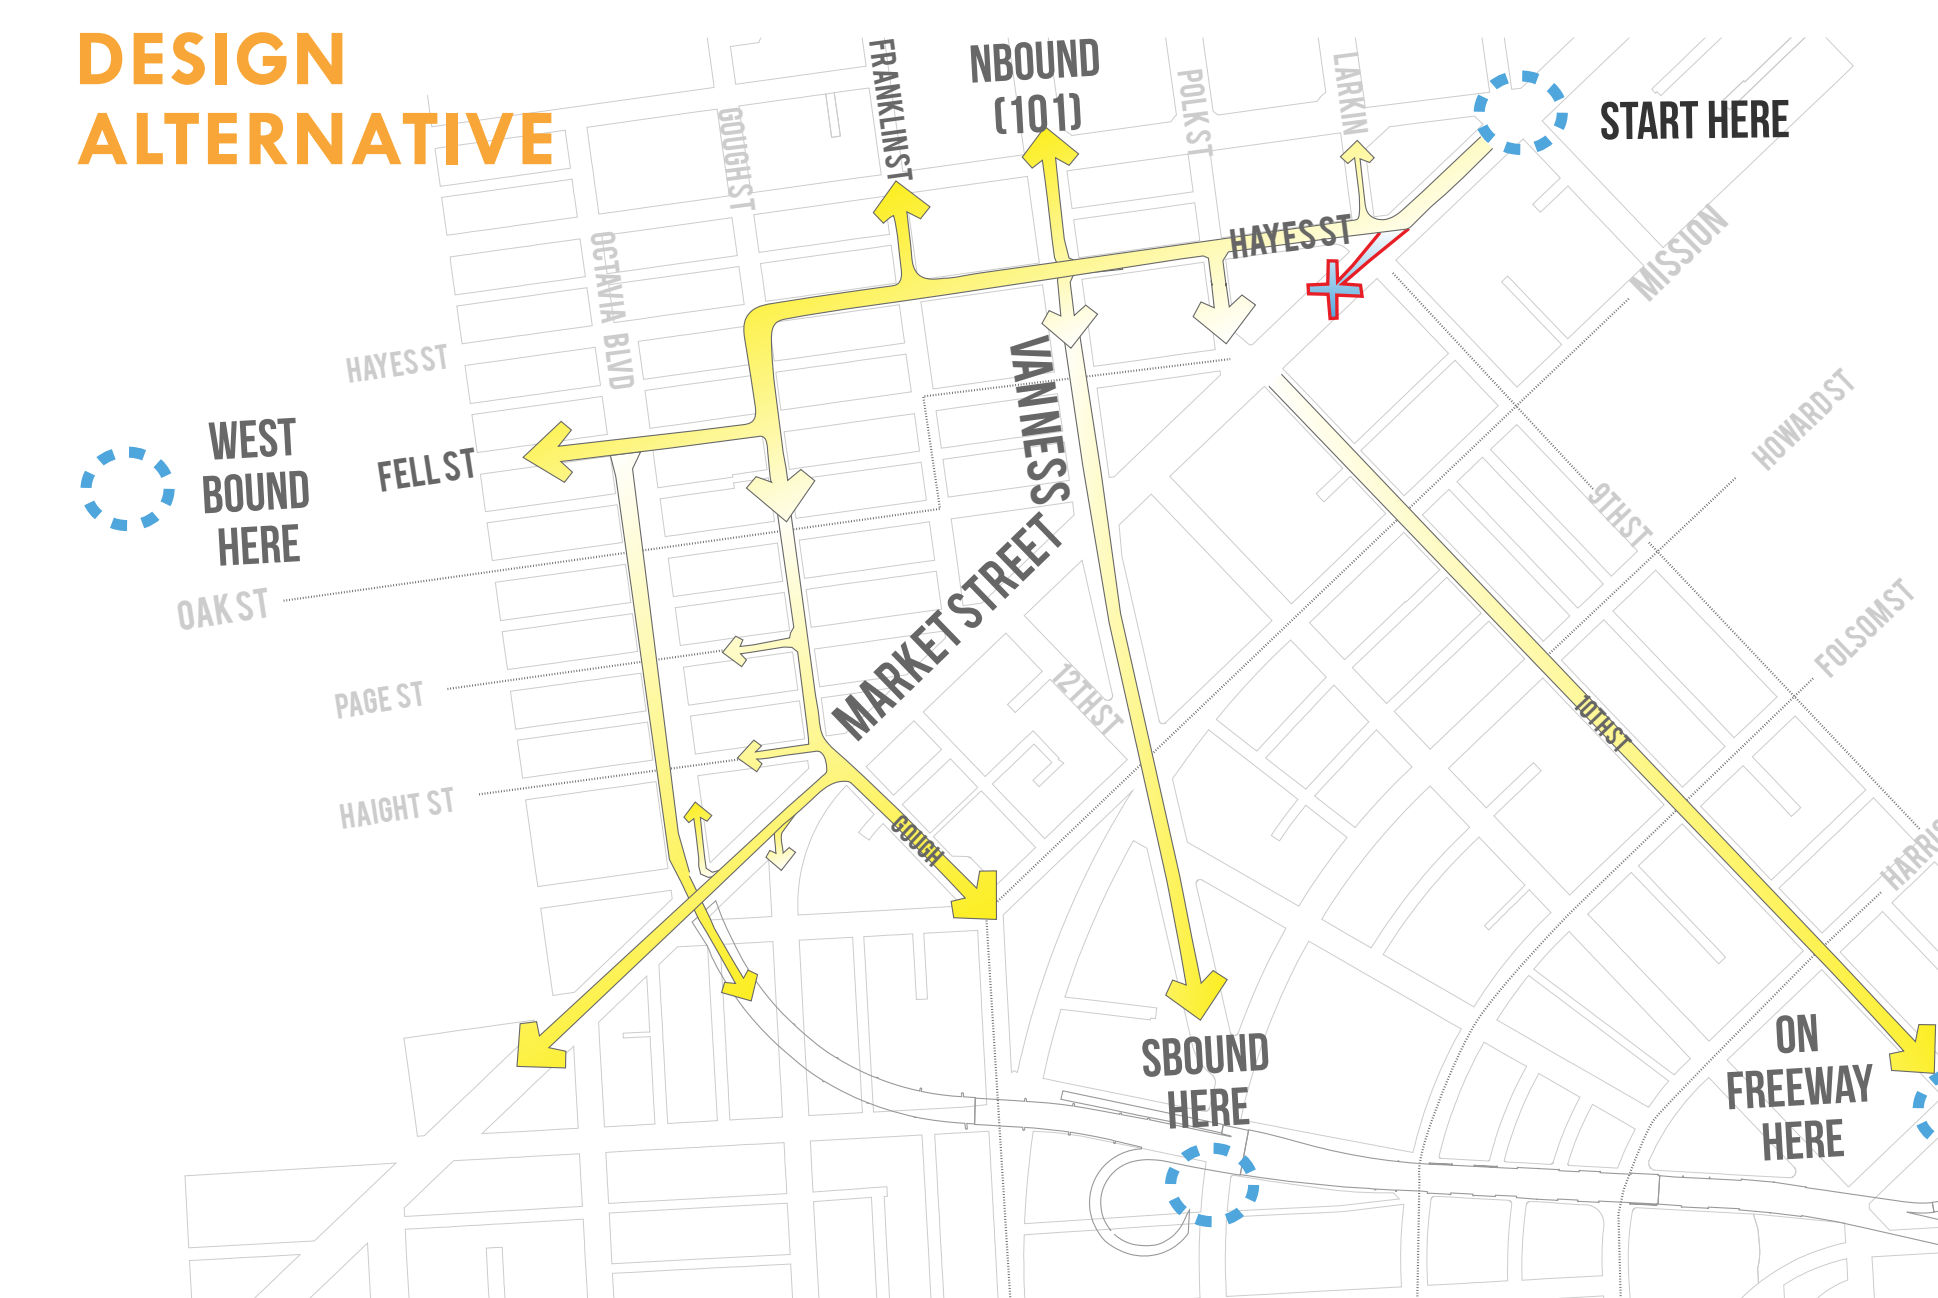 DESIGN
ALTERNATIVE
FRANKLIN ST
NBOUND
(101)
POLK ST
LARKIN
START HERE
GOUGH ST
HAYES ST
MISSION
OCTAVIA BLVD
HAYES ST
VAN NESS
HOWARD ST
WEST
BOUND
HERE
FELL ST
9TH ST
MARKET STREET
OAK ST
FOLSOM ST
PAGE ST
12TH ST
10TH ST
HAIGHT ST
GOUGH
HARRIS
SBOUND
HERE
ON
FREEWAY
HERE